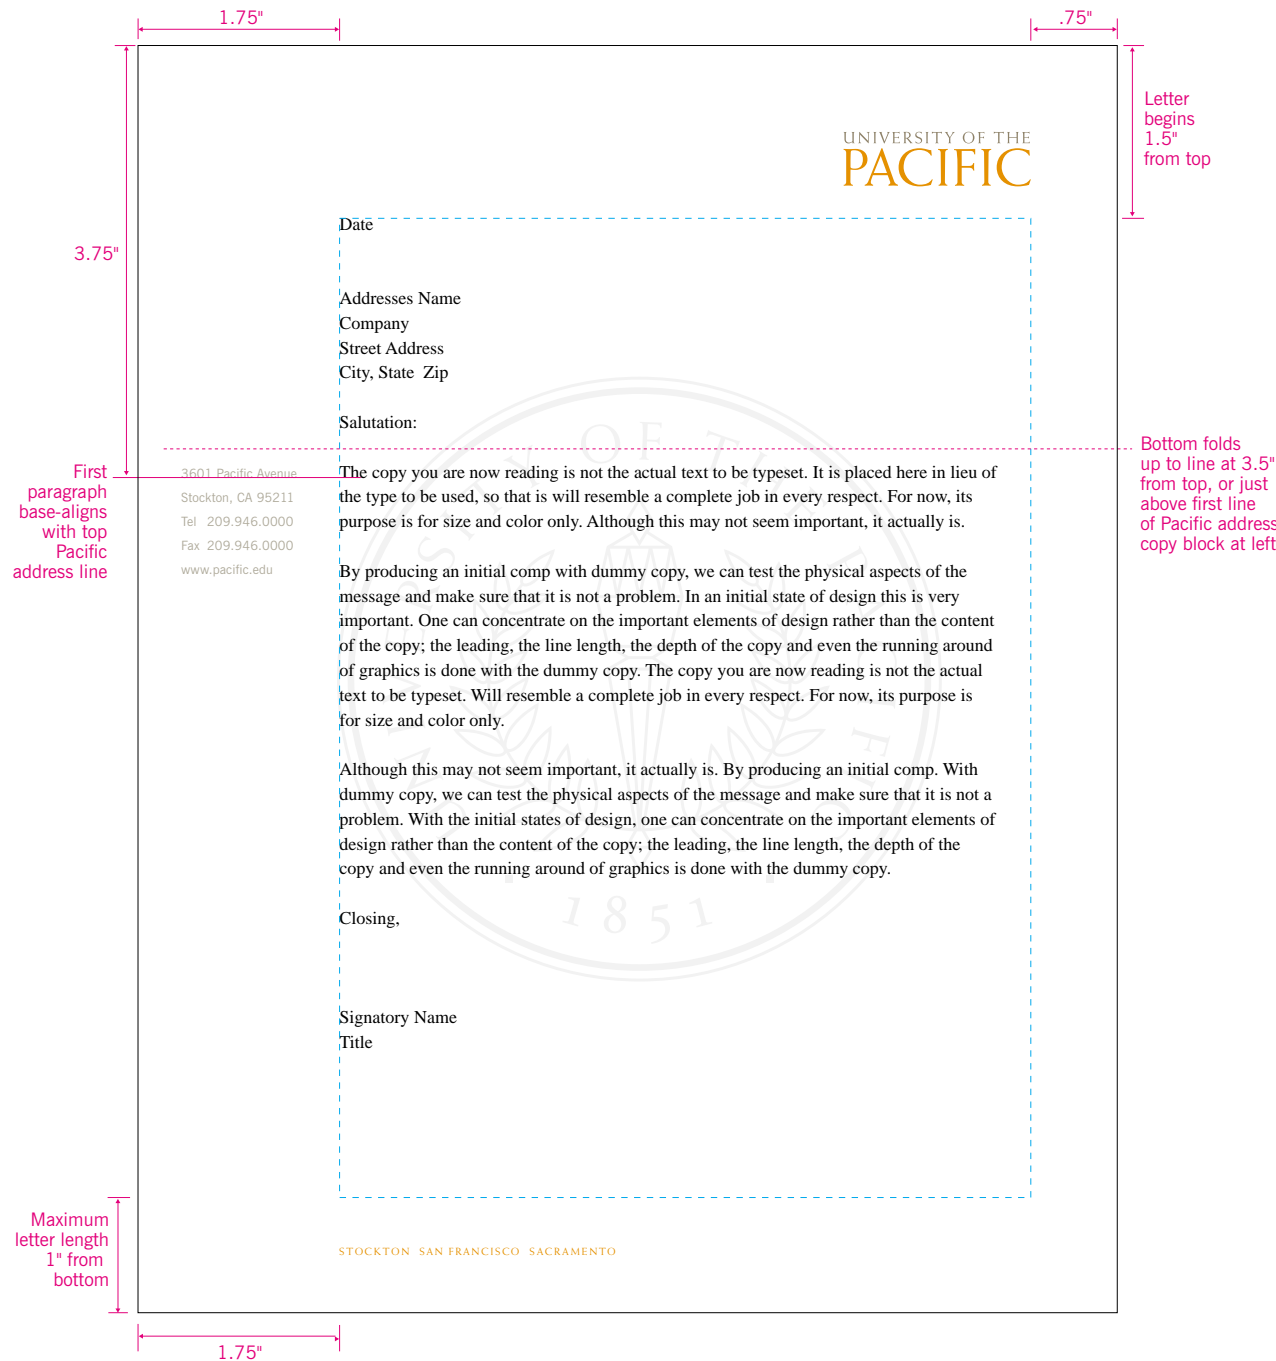 1.75"
.75"
Letter
begins
1.5"
from top
UNIVERSITY OF THE
PACIFIC
3.75"
Date
Addresses Name
Company
Street Address
City, State  Zip
Salutation:
Bottom folds
up to line at 3.5"
from top, or just
above first line
of Pacific address
copy block at left
First
paragraph
base-aligns
with top
Pacific
address line
3601 Pacific Avenue
Stockton, CA 95211
Tel  209.946.0000
Fax  209.946.0000
www.pacific.edu
The copy you are now reading is not the actual text to be typeset. It is placed here in lieu of
the type to be used, so that is will resemble a complete job in every respect. For now, its
purpose is for size and color only. Although this may not seem important, it actually is.
By producing an initial comp with dummy copy, we can test the physical aspects of the
message and make sure that it is not a problem. In an initial state of design this is very
important. One can concentrate on the important elements of design rather than the content
of the copy; the leading, the line length, the depth of the copy and even the running around
of graphics is done with the dummy copy. The copy you are now reading is not the actual
text to be typeset. Will resemble a complete job in every respect. For now, its purpose is
for size and color only.
Although this may not seem important, it actually is. By producing an initial comp. With
dummy copy, we can test the physical aspects of the message and make sure that it is not a
problem. With the initial states of design, one can concentrate on the important elements of
design rather than the content of the copy; the leading, the line length, the depth of the
copy and even the running around of graphics is done with the dummy copy.
Closing,
Signatory Name
Title
UNIVERSITY OF THE PACIFIC
1851
Maximum
letter length
1" from
bottom
STOCKTON  SAN FRANCISCO  SACRAMENTO
1.75"